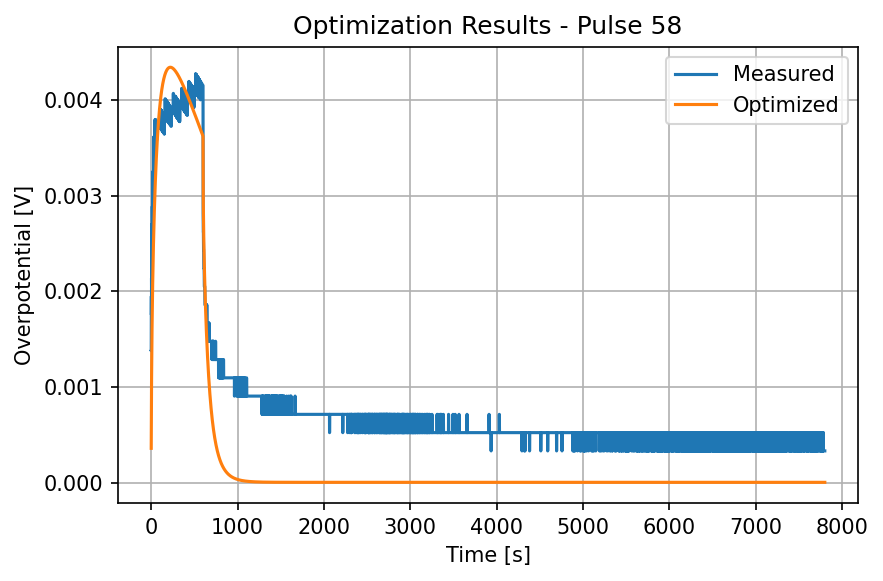 Optimization Results - Pulse 58
Measured
Optimized
Overpotential [V]
0.004
0.003
0.002
0.001
0.000
0
1000
2000
3000
4000
5000
6000
7000
8000
Time [s]